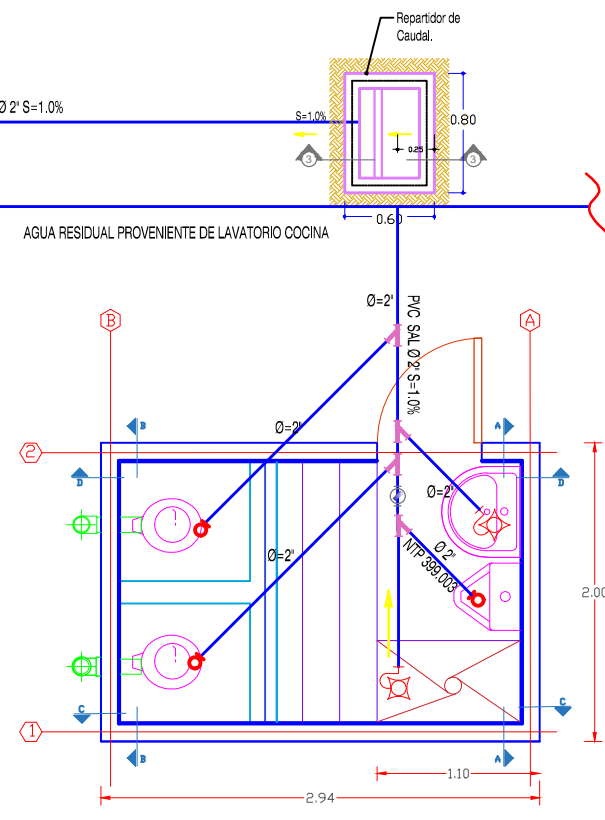 Repartidor de
Caudal.
Ø 2" S=1.0%
S=1.0%
0.80
0.25
3
3
0.60
AGUA RESIDUAL PROVENIENTE DE LAVATORIO COCINA
Ø=2"
PVC SAL Ø 2" S=1.0%
B
A
B
A
Ø=2"
2
D
D
Ø=2"
Ø=2"
Ø 2"
NTP 399.003
2.00
C
C
1
B
A
1.10
2.94